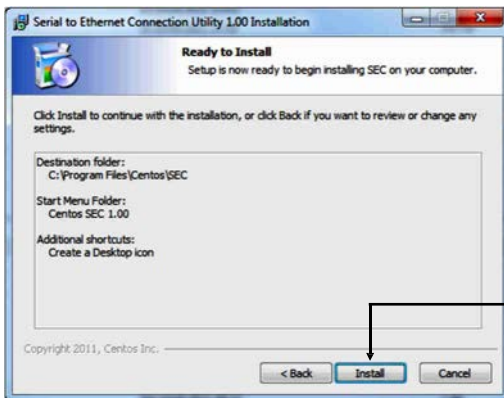 Serial to Ethernet Connection Utility 1.00 Installation
Ready to Install
Setup is now ready to begin installing SEC on your computer.
Click Install to continue with the installation, or click Back if you want to review or change any
settings.
Destination folder:
C:\Program Files\Centos\SEC
Start Menu Folder:
Centos SEC 1.00
Additional shortcuts:
Create a Desktop icon
Copyright 2011, Centos Inc.
< Back
Install
Cancel